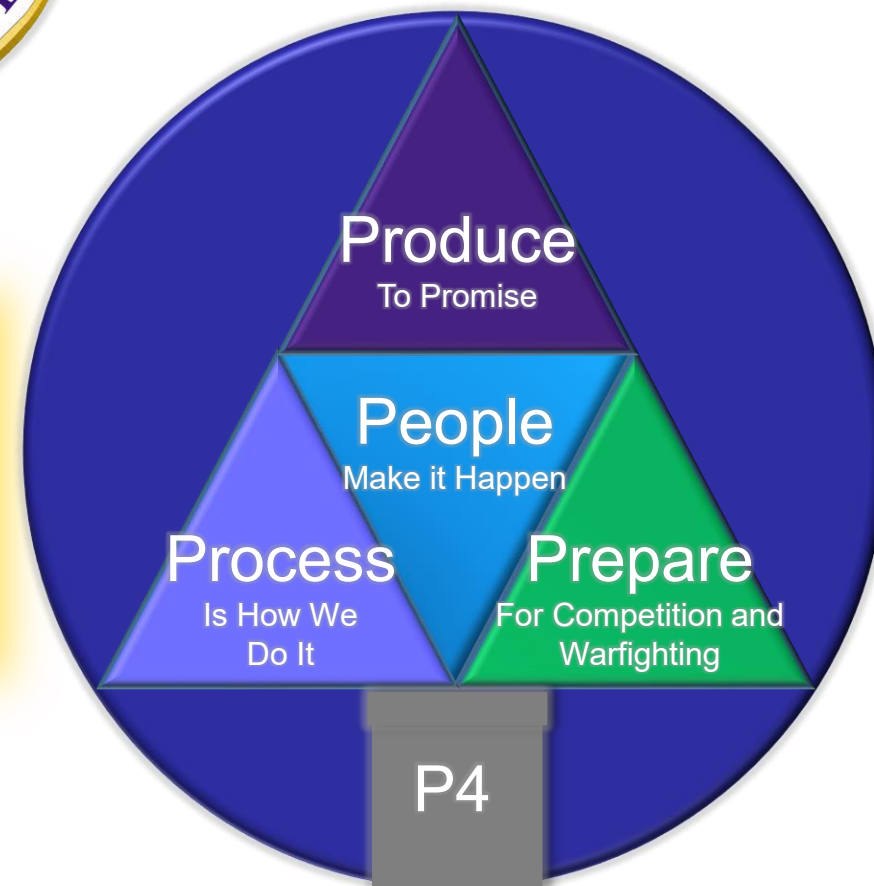 Produce
To Promise
People
Make it Happen
Process
Is How We
Do It
Prepare
For Competition and
Warfighting
P4